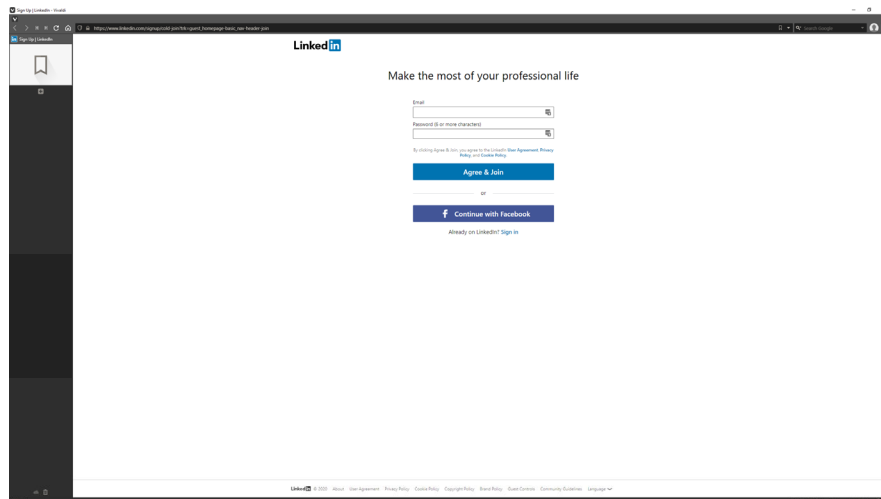 Sign Up | LinkedIn - Vivaldi
https://www.linkedin.com/signup/cold-join?trk=guest_homepage-basic_nav-header-join
Search Google
Sign Up | LinkedIn
Linked in
Make the most of your professional life
Email
Password (6 or more characters)
By clicking Agree & Join, you agree to the LinkedIn User Agreement, Privacy
Policy, and Cookie Policy.
Agree & Join
or
Continue with Facebook
Already on LinkedIn? Sign in
Linked in © 2020 About User Agreement Privacy Policy Cookie Policy Copyright Policy Brand Policy Guest Controls Community Guidelines Language